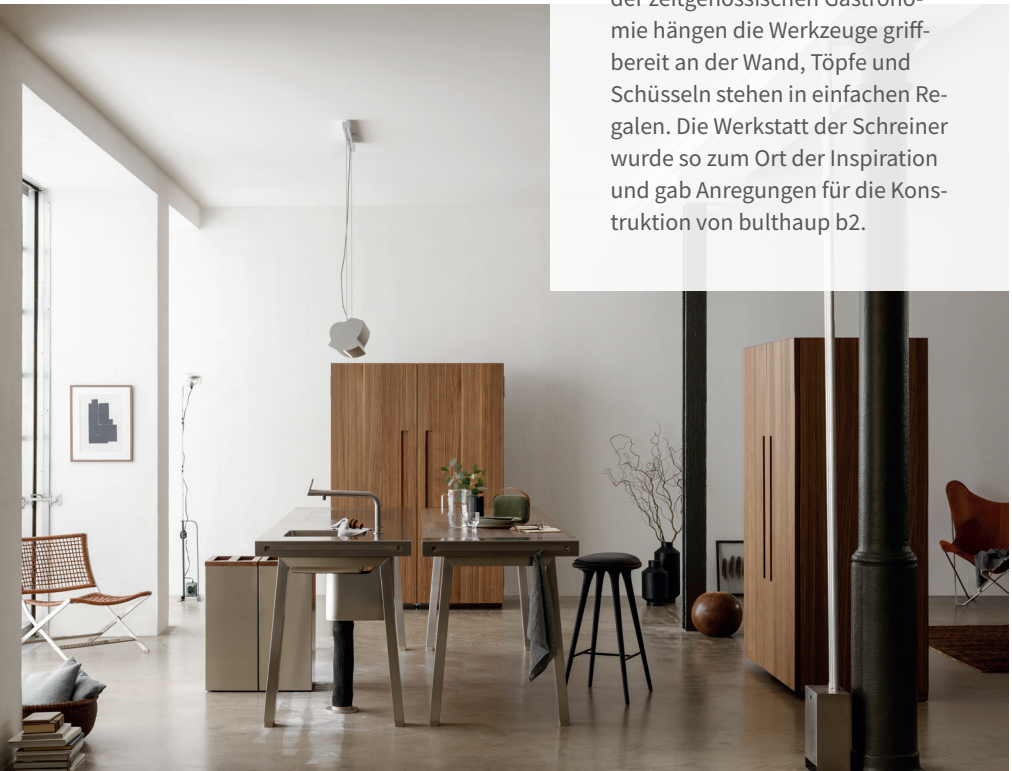 der zeitgenössischen Gastrono-
mie hängen die Werkzeuge griff-
bereit an der Wand, Töpfe und
Schüsseln stehen in einfachen Re-
galen. Die Werkstatt der Schreiner
wurde so zum Ort der Inspiration
und gab Anregungen für die Kons-
truktion von bulthaup b2.